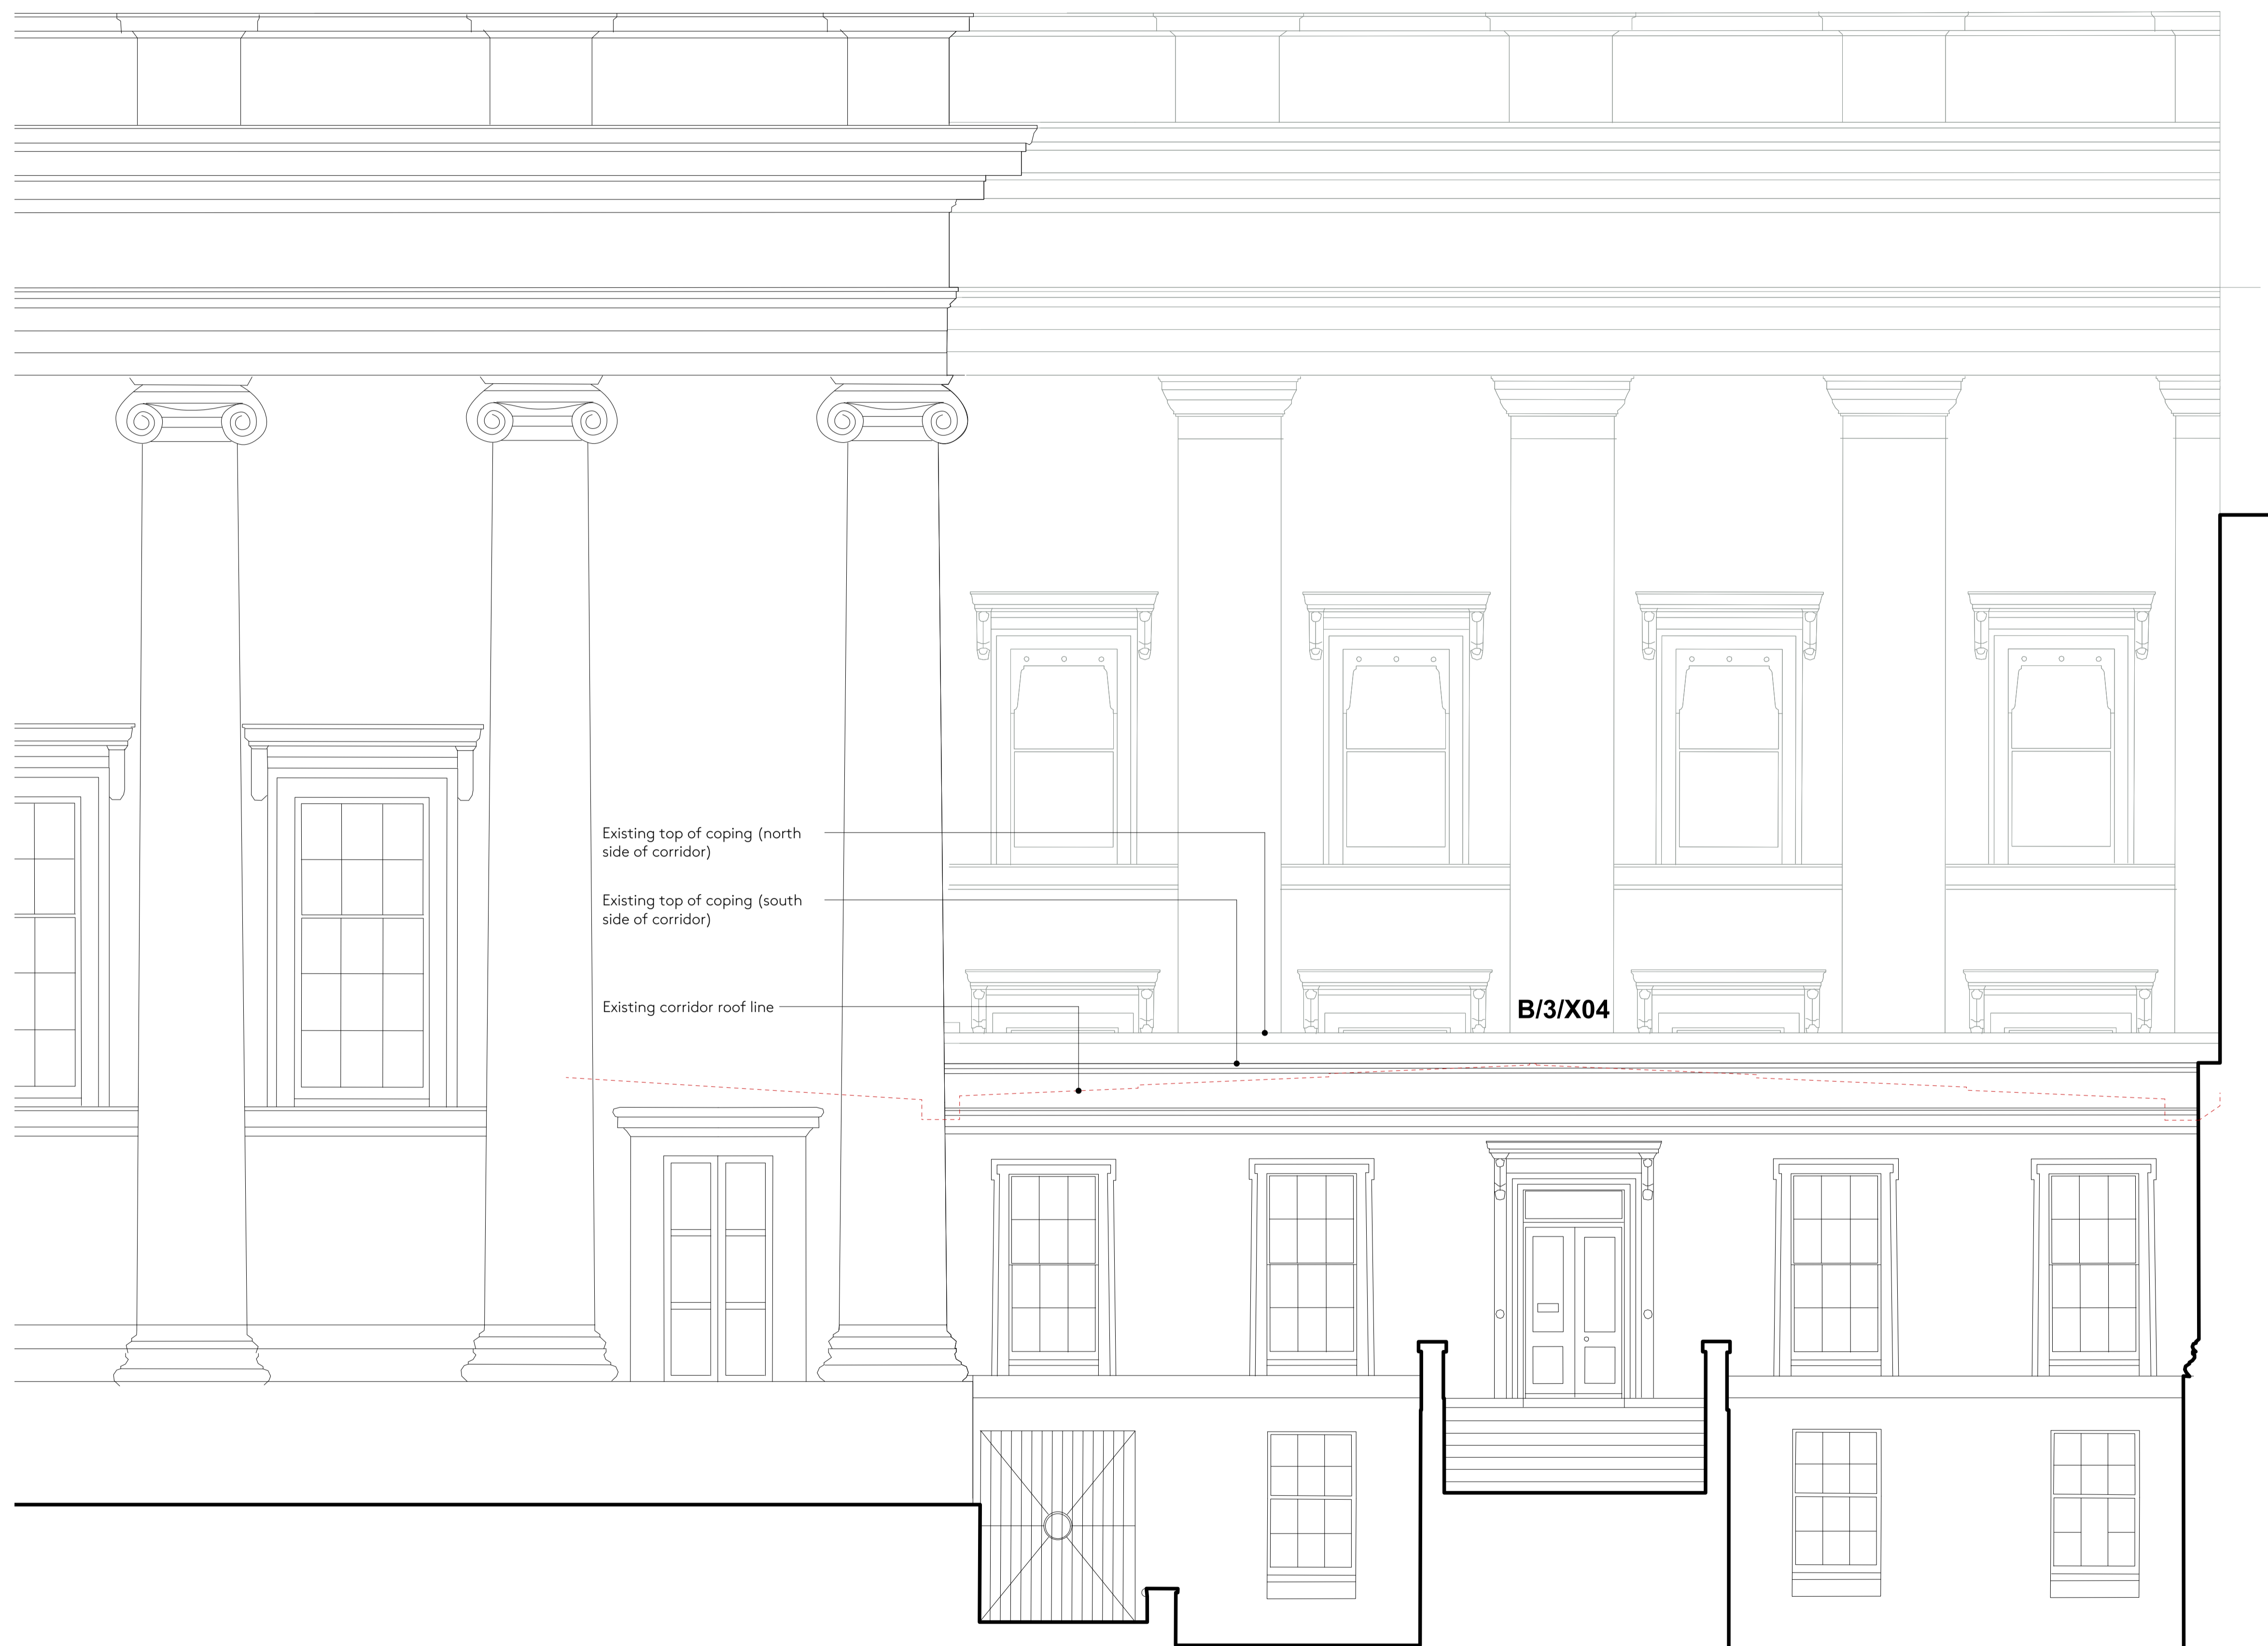 Existing top of coping (north
side of corridor)
Existing top of coping (south
side of corridor)
Existing corridor roof line
B/3/X04